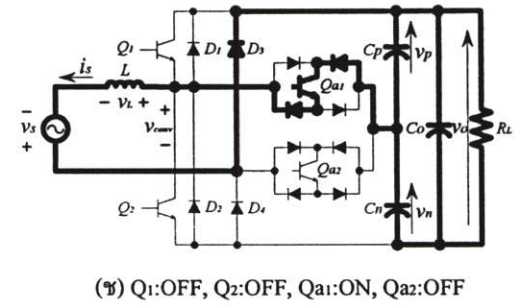 Q1 D1 D3
is L
- vL +
Qa1
Cp vp
- vs +
+ vconv -
Co vo RL
Qa2
Q2 D2 D4
Cn vn
(ช) Q1:OFF, Q2:OFF, Qa1:ON, Qa2:OFF